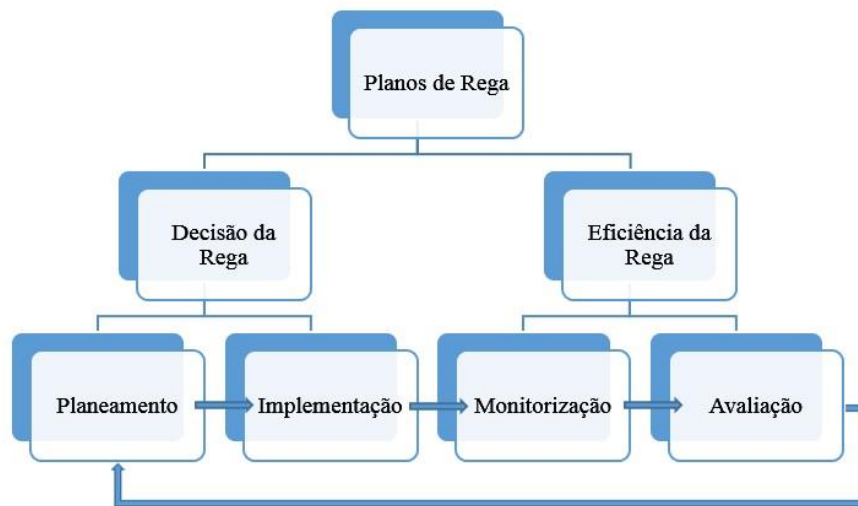 Planos de Rega
Decisão da
Rega
Eficiência da
Rega
Planeamento
Implementação
Monitorização
Avaliação